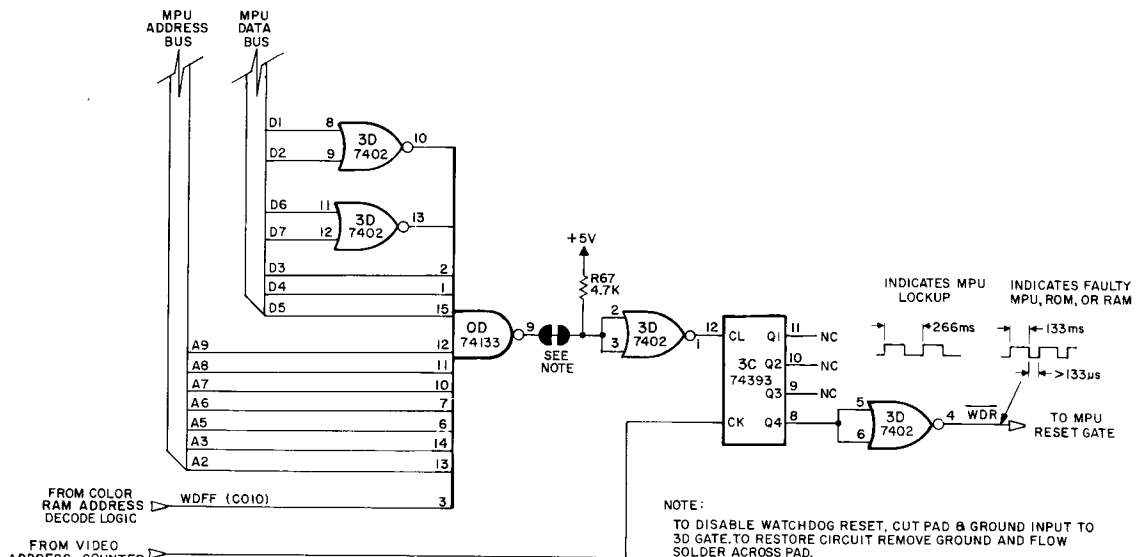 MPU
ADDRESS
BUS
MPU
DATA
BUS
D1
8
D2
9
3D
7402
10
D6
11
D7
12
3D
7402
13
D3
2
D4
1
D5
15
A9
12
A8
11
A7
10
A6
7
A5
6
A3
14
A2
13
WDFF (C010)
3
FROM COLOR
RAM ADDRESS
DECODE LOGIC
FROM VIDEO
ADDRESS COUNTER
OD
74133
9
SEE
NOTE
+5V
R67
4.7K
2
3
3D
7402
1
12
CL
CK
3C
74393
Q1
11
NC
Q2
10
NC
Q3
9
NC
Q4
8
5
6
3D
7402
4
WDR
TO MPU
RESET GATE
INDICATES MPU
LOCKUP
266ms
INDICATES FAULTY
MPU, ROM, OR RAM
133ms
>133μs
NOTE:
TO DISABLE WATCHDOG RESET, CUT PAD & GROUND INPUT TO
3D GATE. TO RESTORE CIRCUIT REMOVE GROUND AND FLOW
SOLDER ACROSS PAD.